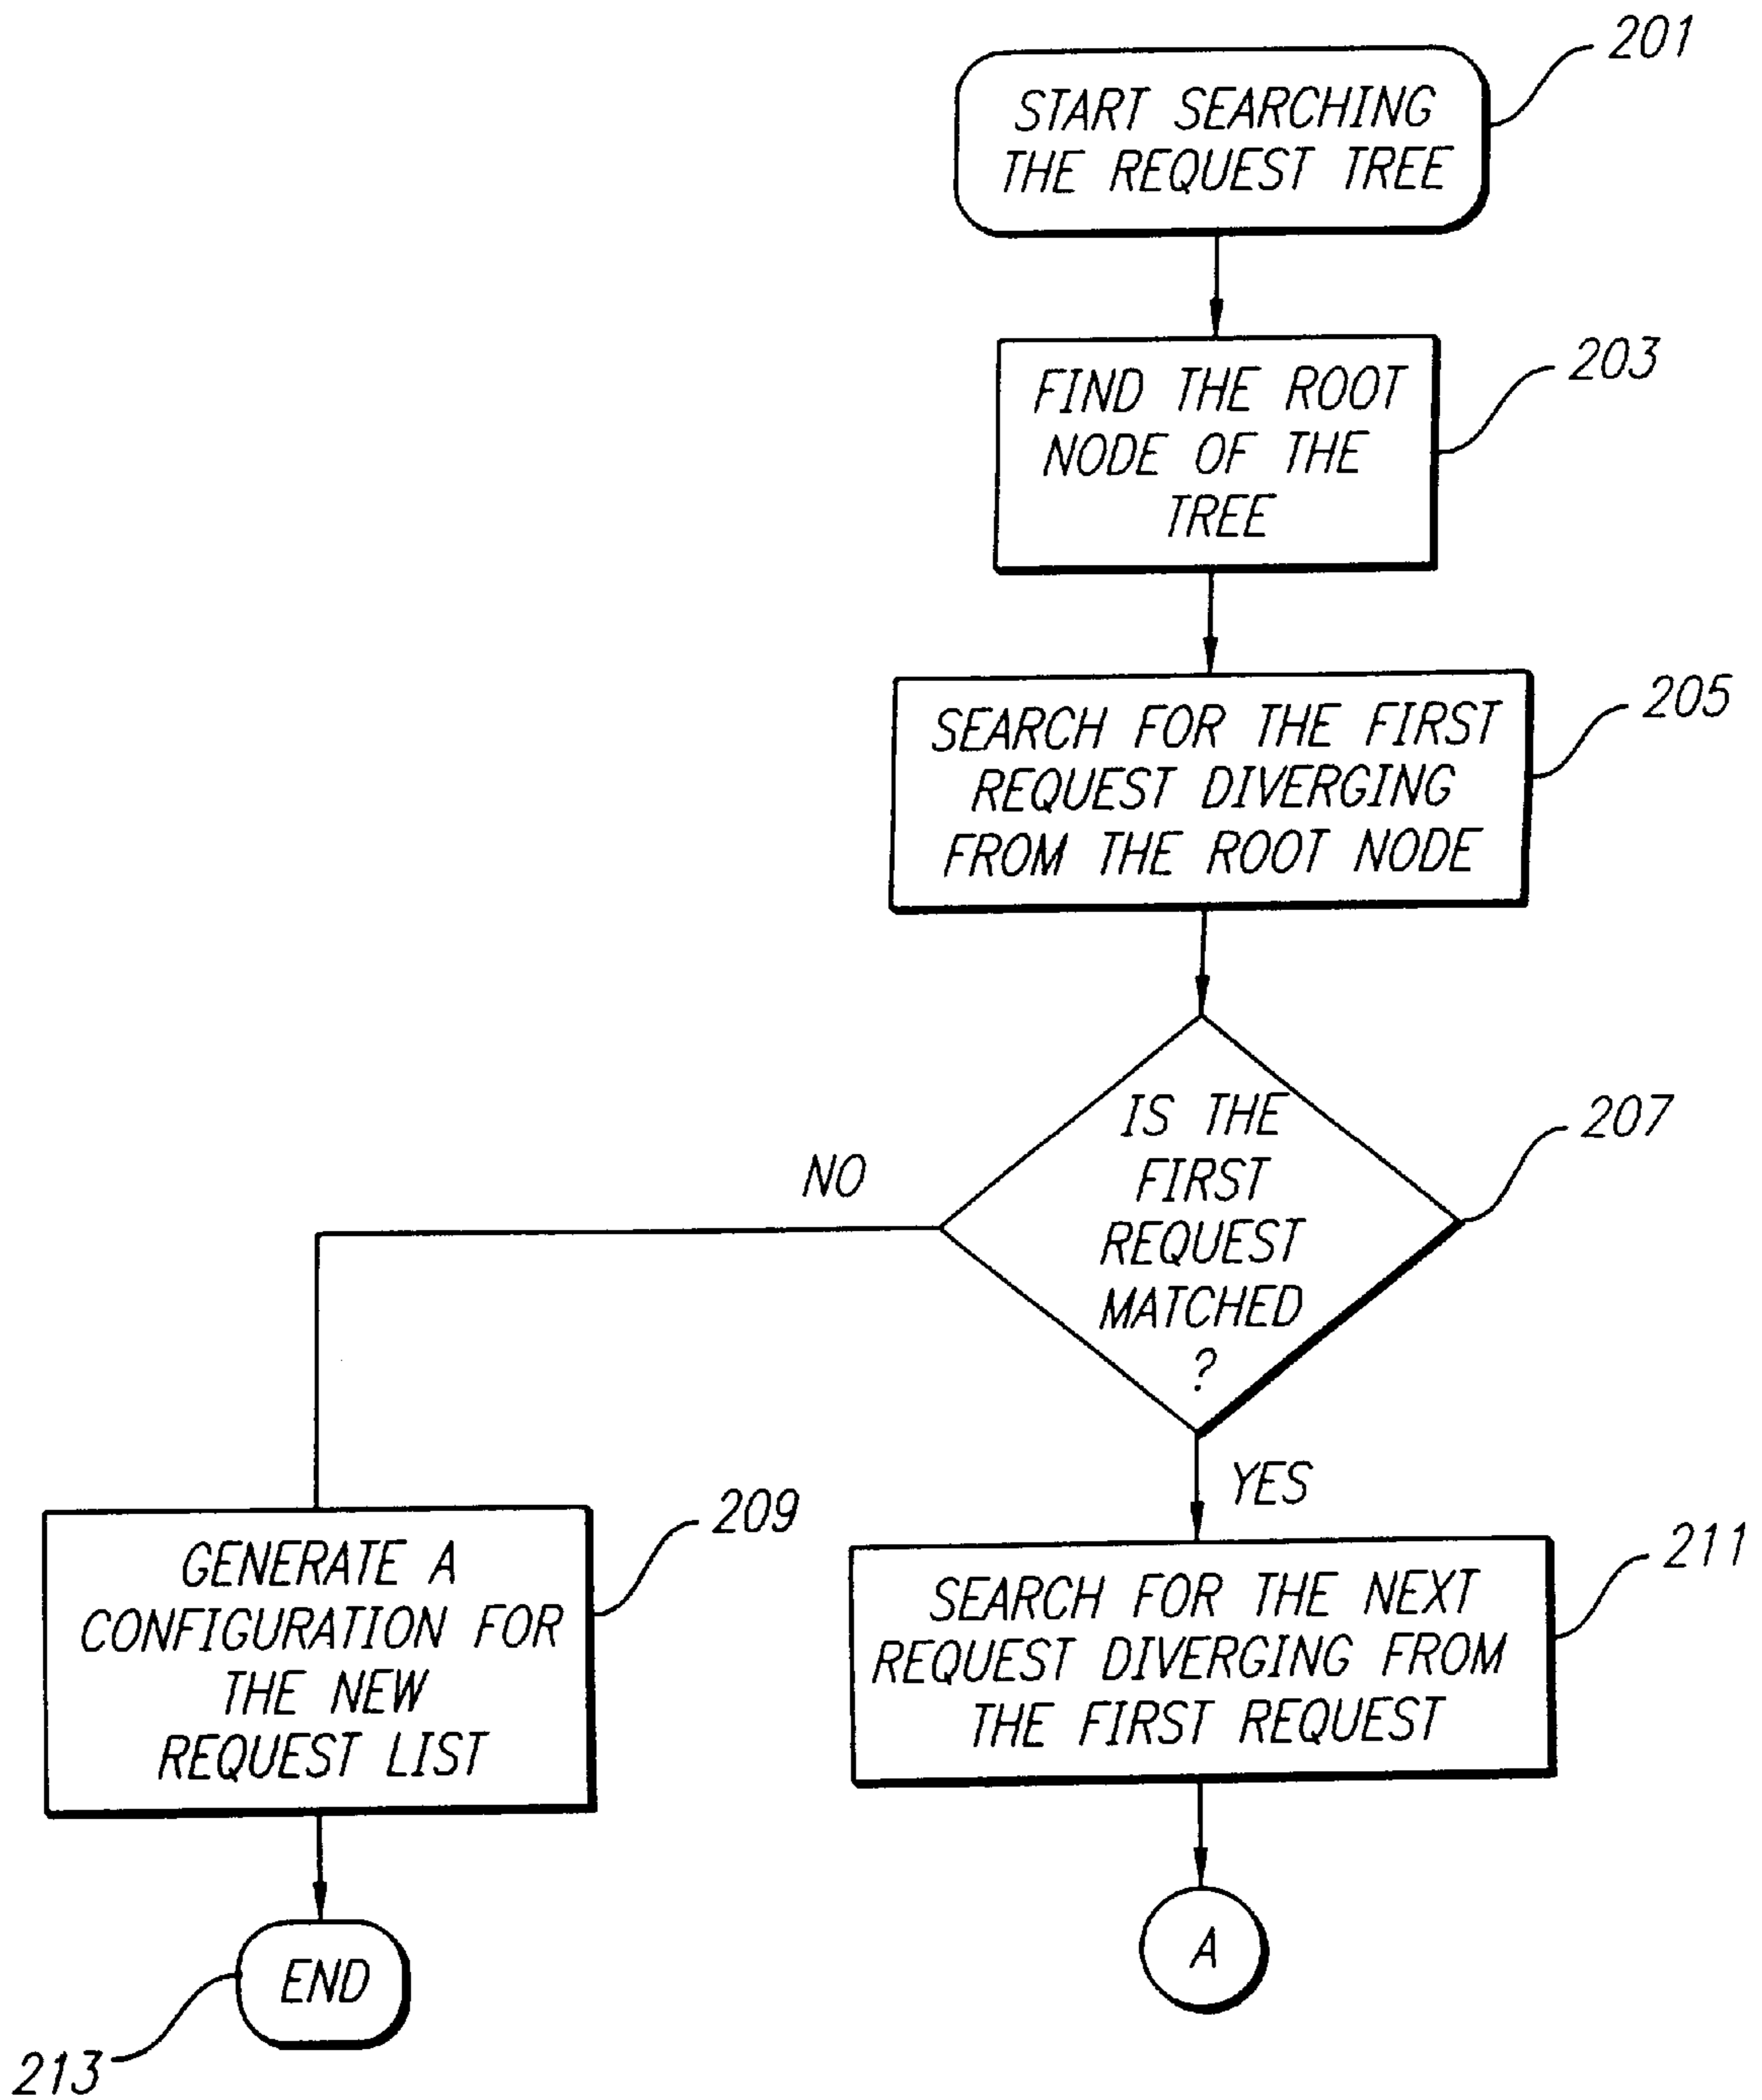 201
START SEARCHING
THE REQUEST TREE
203
FIND THE ROOT
NODE OF THE
TREE
205
SEARCH FOR THE FIRST
REQUEST DIVERGING
FROM THE ROOT NODE
207
IS THE
FIRST
REQUEST
MATCHED
?
NO
YES
209
GENERATE A
CONFIGURATION FOR
THE NEW
REQUEST LIST
211
SEARCH FOR THE NEXT
REQUEST DIVERGING FROM
THE FIRST REQUEST
END
213
A